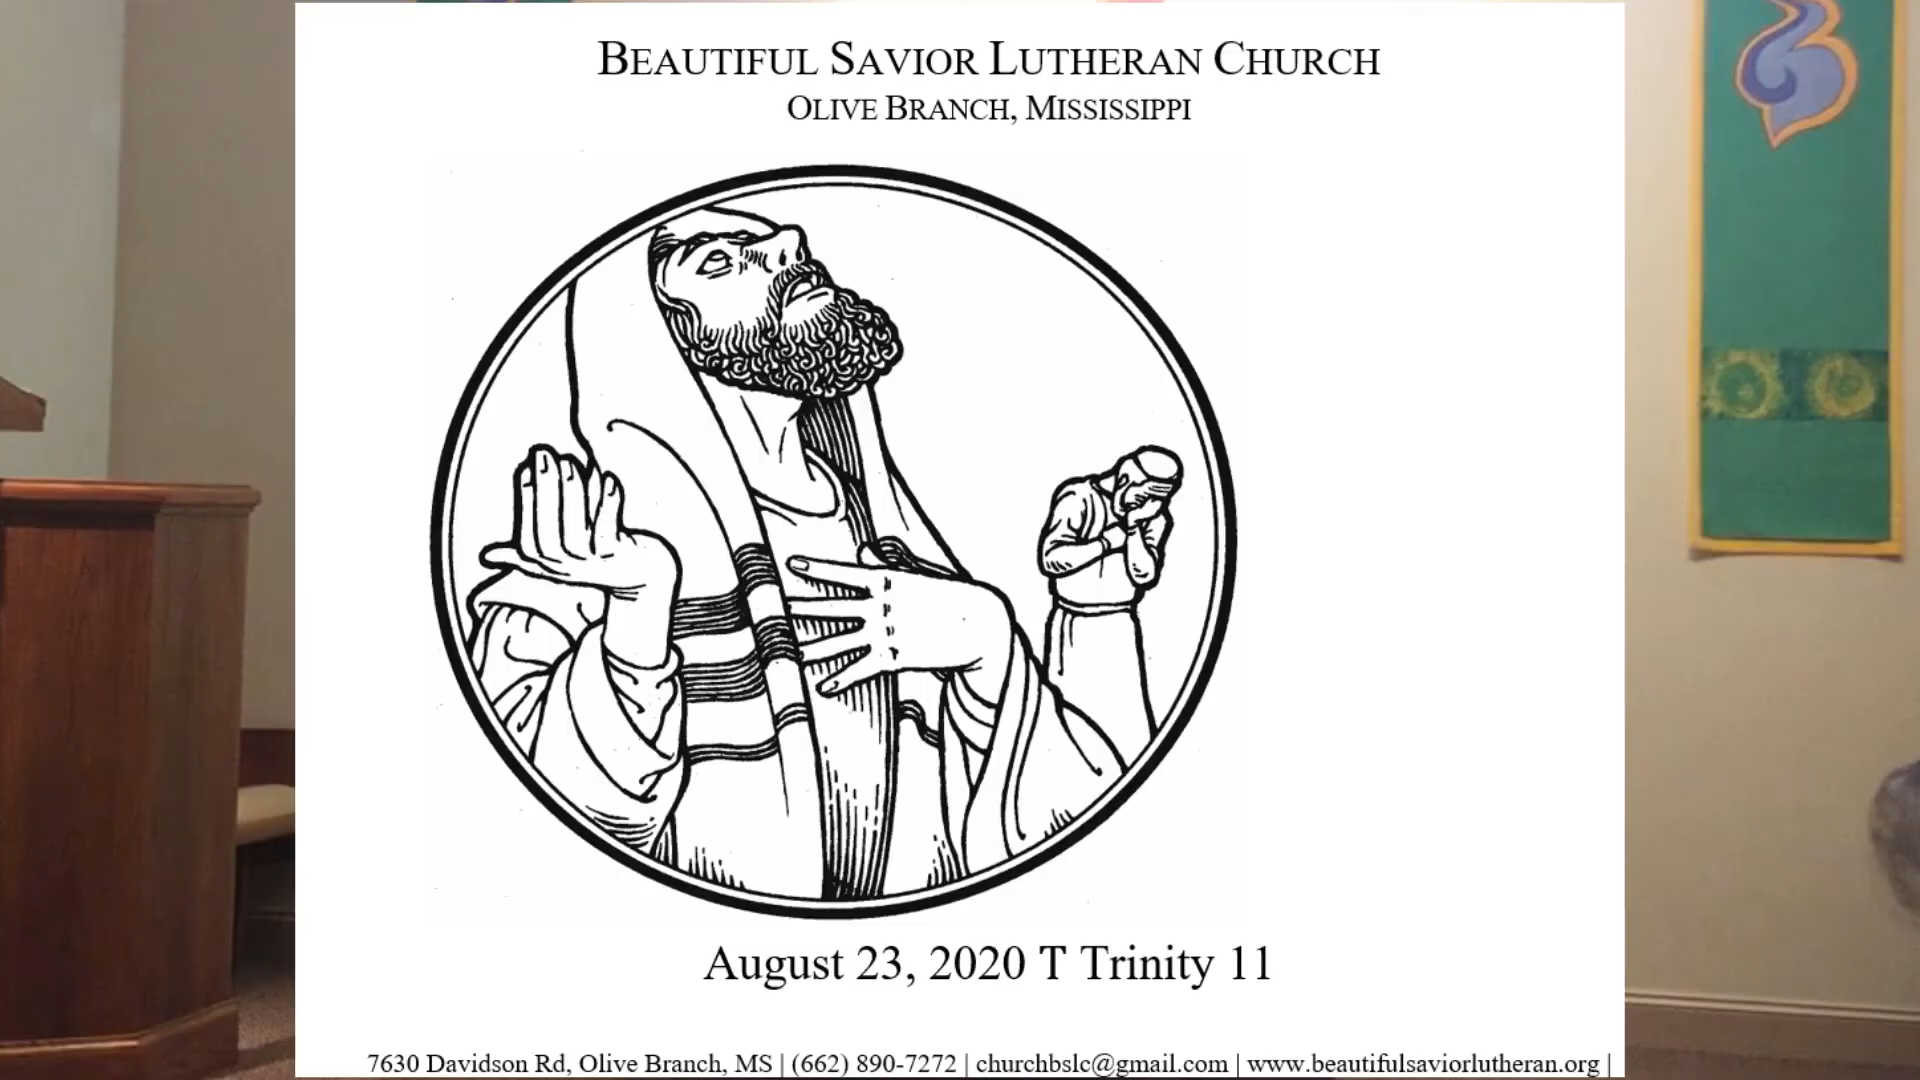 BEAUTIFUL SAVIOR LUTHERAN CHURCH
OLIVE BRANCH, MISSISSIPPI
August 23, 2020 T Trinity 11
7630 Davidson Rd, Olive Branch, MS | (662) 890-7272 | churchbslc@gmail.com | www.beautifulsaviorlutheran.org |